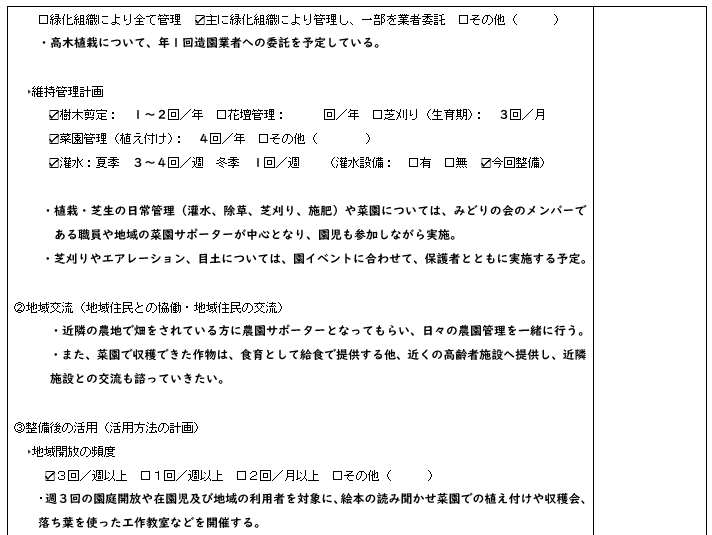 □緑化組織により全て管理　☑主に緑化組織により管理し、一部を業者委託　□その他（　　　）
・高木植栽について、年1回造園業者への委託を予定している。
・維持管理計画
☑樹木剪定：　1～2回／年　□花壇管理：　　　回／年　□芝刈り（生育期）：　3回／月
☑菜園管理（植え付け）：　4回／年　□その他（　　　　）
☑灌水：夏季　3～4回／週　冬季　1回／週　　（灌水設備：　□有　□無　☑今回整備）
・植栽・芝生の日常管理（灌水、除草、芝刈り、施肥）や菜園については、みどりの会のメンバーで
ある職員や地域の菜園サポーターが中心となり、園児も参加しながら実施。
・芝刈りやエアレーション、目土については、園イベントに合わせて、保護者とともに実施する予定。
②地域交流（地域住民との協働・地域住民の交流）
・近隣の農地で畑をされている方に農園サポーターとなってもらい、日々の農園管理を一緒に行う。
・また、菜園で収穫できた作物は、食育として給食で提供する他、近くの高齢者施設へ提供し、近隣
施設との交流も諮っていきたい。
③整備後の活用（活用方法の計画）
・地域開放の頻度
☑3回／週以上　□1回／週以上　□2回／月以上　□その他（　　　）
・週3回の園庭開放や在園児及び地域の利用者を対象に、絵本の読み聞かせ菜園での植え付けや収穫会、
落ち葉を使った工作教室などを開催する。